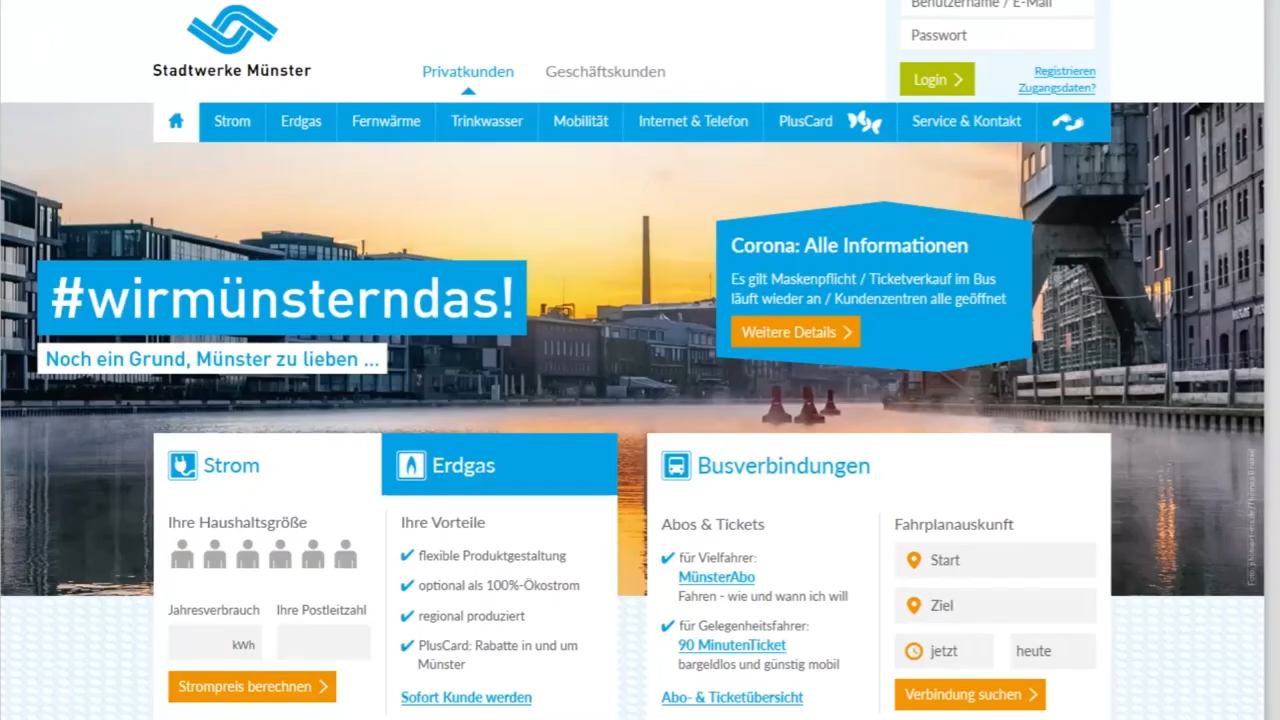 Benutzername / E-Mail
Passwort
Login
Registrieren
Zugangsdaten?
Stadtwerke Münster
Privatkunden
Geschäftskunden
Strom
Erdgas
Fernwärme
Trinkwasser
Mobilität
Internet & Telefon
PlusCard
Service & Kontakt
#wirmünsterndas!
Noch ein Grund, Münster zu lieben ...
Corona: Alle Informationen
Es gilt Maskenpflicht / Ticketverkauf im Bus
läuft wieder an / Kundenzentren alle geöffnet
Weitere Details
Strom
Ihre Haushaltsgröße
Jahresverbrauch
Ihre Postleitzahl
kWh
Strompreis berechnen
Erdgas
Ihre Vorteile
flexible Produktgestaltung
optional als 100%-Ökostrom
regional produziert
PlusCard: Rabatte in und um
Münster
Sofort Kunde werden
Busverbindungen
Abos & Tickets
für Vielfahrer:
MünsterAbo
Fahren - wie und wann ich will
für Gelegenheitsfahrer:
90 MinutenTicket
bargeldlos und günstig mobil
Abo- & Ticketübersicht
Fahrplanauskunft
Start
Ziel
jetzt
heute
Verbindung suchen